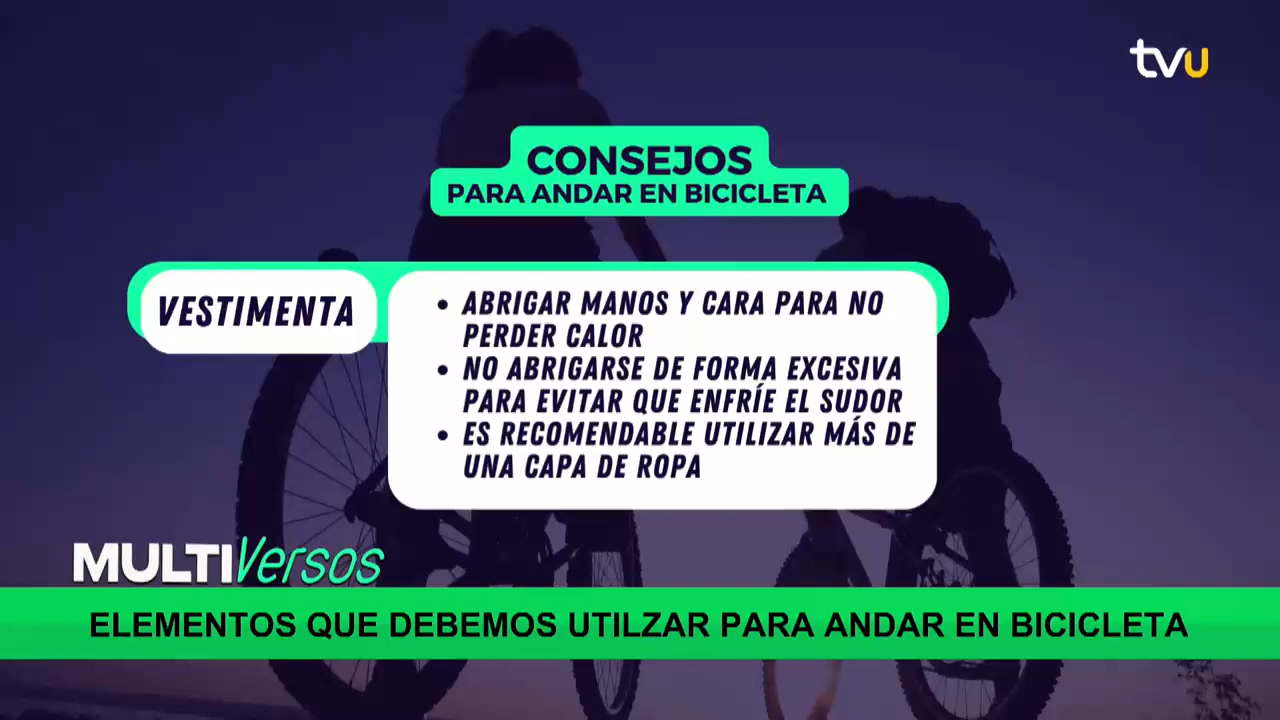 tvu
CONSEJOS
PARA ANDAR EN BICICLETA
VESTIMENTA
• ABRIGAR MANOS Y CARA PARA NO
PERDER CALOR
• NO ABRIGARSE DE FORMA EXCESIVA
PARA EVITAR QUE ENFRÍE EL SUDOR
• ES RECOMENDABLE UTILIZAR MÁS DE
UNA CAPA DE ROPA
MULTIVersos
ELEMENTOS QUE DEBEMOS UTILZAR PARA ANDAR EN BICICLETA